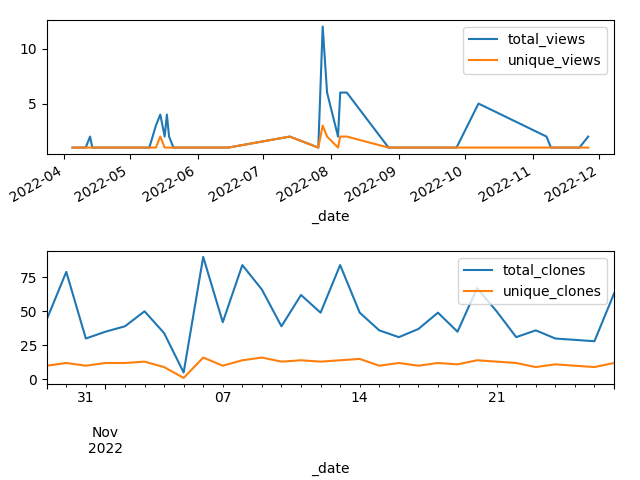 10
5
total_views
unique_views
2022-04
2022-05
2022-06
2022-07
2022-08
2022-09
2022-10
2022-11
2022-12
_date
75
50
25
0
total_clones
unique_clones
31
07
14
21
Nov
2022
_date